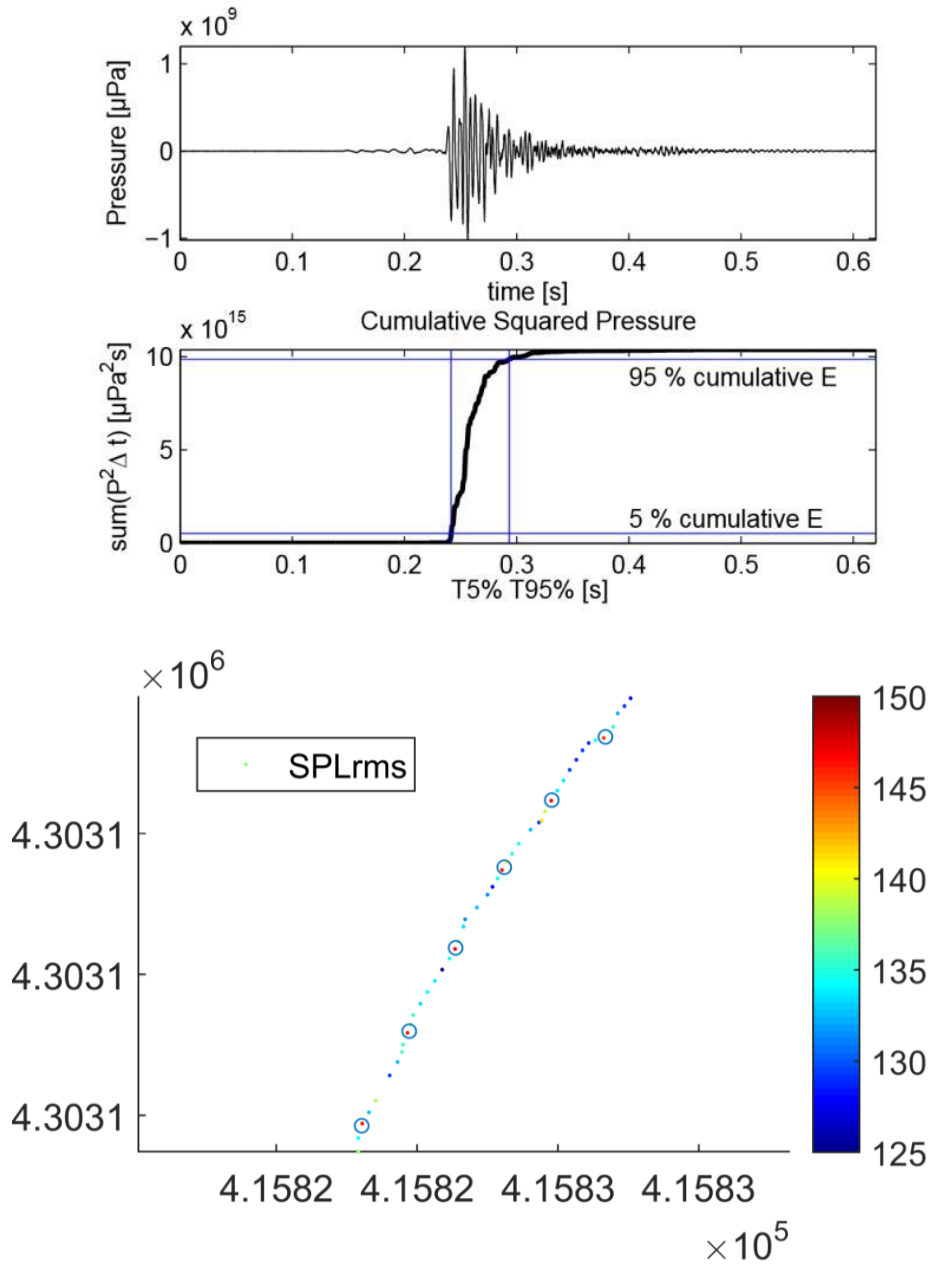 x 10^9
1
0
−1
Pressure [µPa]
0 0.1 0.2 0.3 0.4 0.5 0.6
time [s]
x 10^15
Cumulative Squared Pressure
10
5
0
sum(P^2Δ t) [µPa^2s]
95 % cumulative E
5 % cumulative E
0 0.1 0.2 0.3 0.4 0.5 0.6
T5% T95% [s]
×10^6
SPLrms
4.3031
4.3031
4.3031
4.1582 4.1582 4.1583 4.1583
×10^5
150
145
140
135
130
125